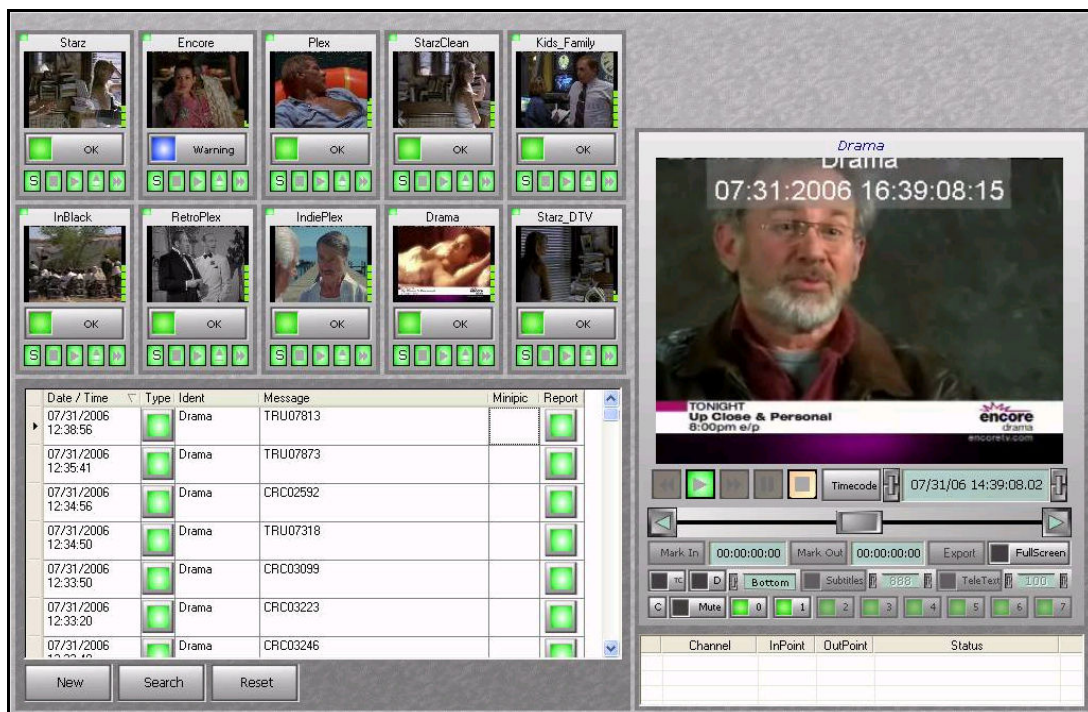 Starz Encore Plex StarzClean Kids_Family
OK Warning OK OK OK
S S S S S
InBlack RetroPlex IndiePlex Drama Starz_DTV
OK OK OK OK OK
S S S S S
Date / Time Type Ident Message Minipic Report
07/31/2006 12:38:56 Drama TRU07813
07/31/2006 12:35:41 Drama TRU07873
07/31/2006 12:34:56 Drama CRC02592
07/31/2006 12:34:50 Drama TRU07318
07/31/2006 12:33:50 Drama CRC03099
07/31/2006 12:33:20 Drama CRC03223
07/31/2006 Drama CRC03246
New Search Reset
Drama
Drama
07:31:2006 16:39:08:15
TONIGHT
Up Close & Personal
8:00pm e/p
encore
drama
encoretv.com
Timecode 07/31/06 14:39:08.02
Mark In 00:00:00:00 Mark Out 00:00:00:00 Export FullScreen
TC D Bottom Subtitles 888 TeleText 100
C Mute 0 1 2 3 4 5 6 7
Channel InPoint OutPoint Status